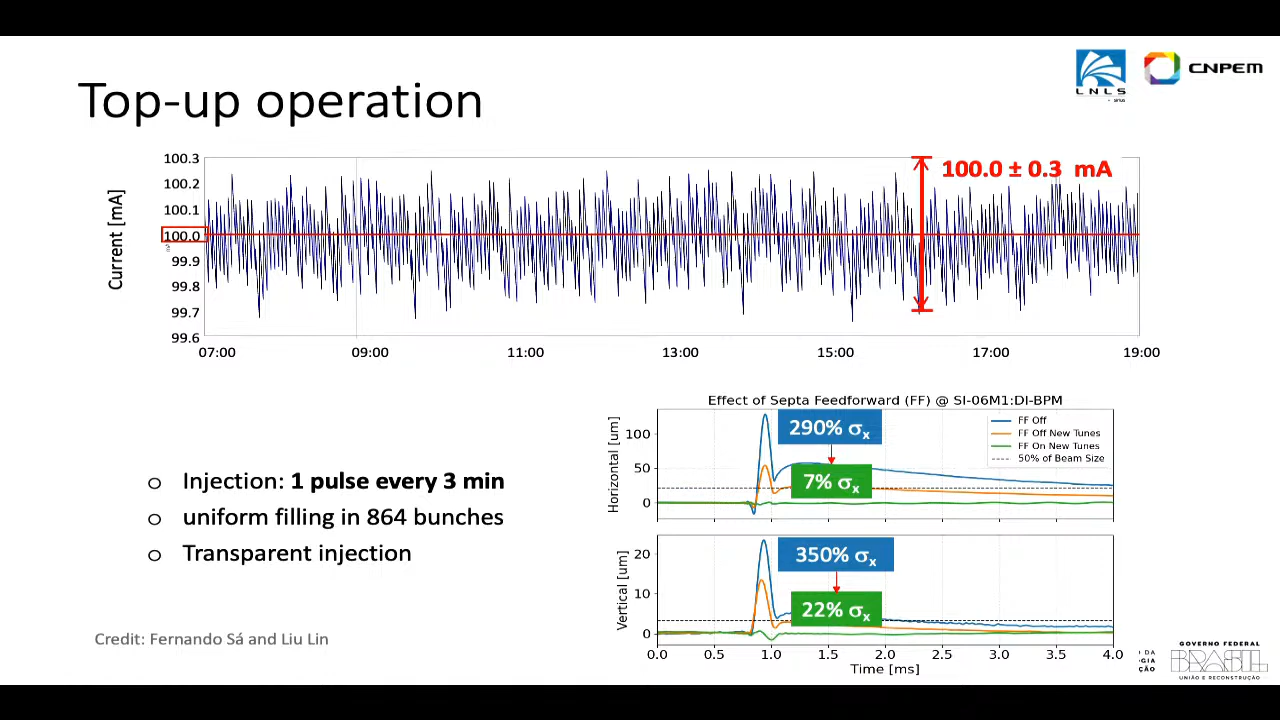 Top-up operation
LNLS
sirius
CNPEM
Current [mA]
100.3
100.2
100.1
100.0
99.9
99.8
99.7
99.6
100.0 ± 0.3 mA
07:00 09:00 11:00 13:00 15:00 17:00 19:00
o Injection: 1 pulse every 3 min
o uniform filling in 864 bunches
o Transparent injection
Credit: Fernando Sá and Liu Lin
Effect of Septa Feedforward (FF) @ SI-06M1:DI-BPM
Horizontal [um]
100
50
0
290% σx
7% σx
FF Off
FF Off New Tunes
FF On New Tunes
50% of Beam Size
Vertical [um]
20
10
0
350% σx
22% σx
0.0 0.5 1.0 1.5 2.0 2.5 3.0 3.5 4.0
Time [ms]
O DA
GIA
ÇÃO
GOVERNO FEDERAL
BRASIL
UNIÃO E RECONSTRUÇÃO